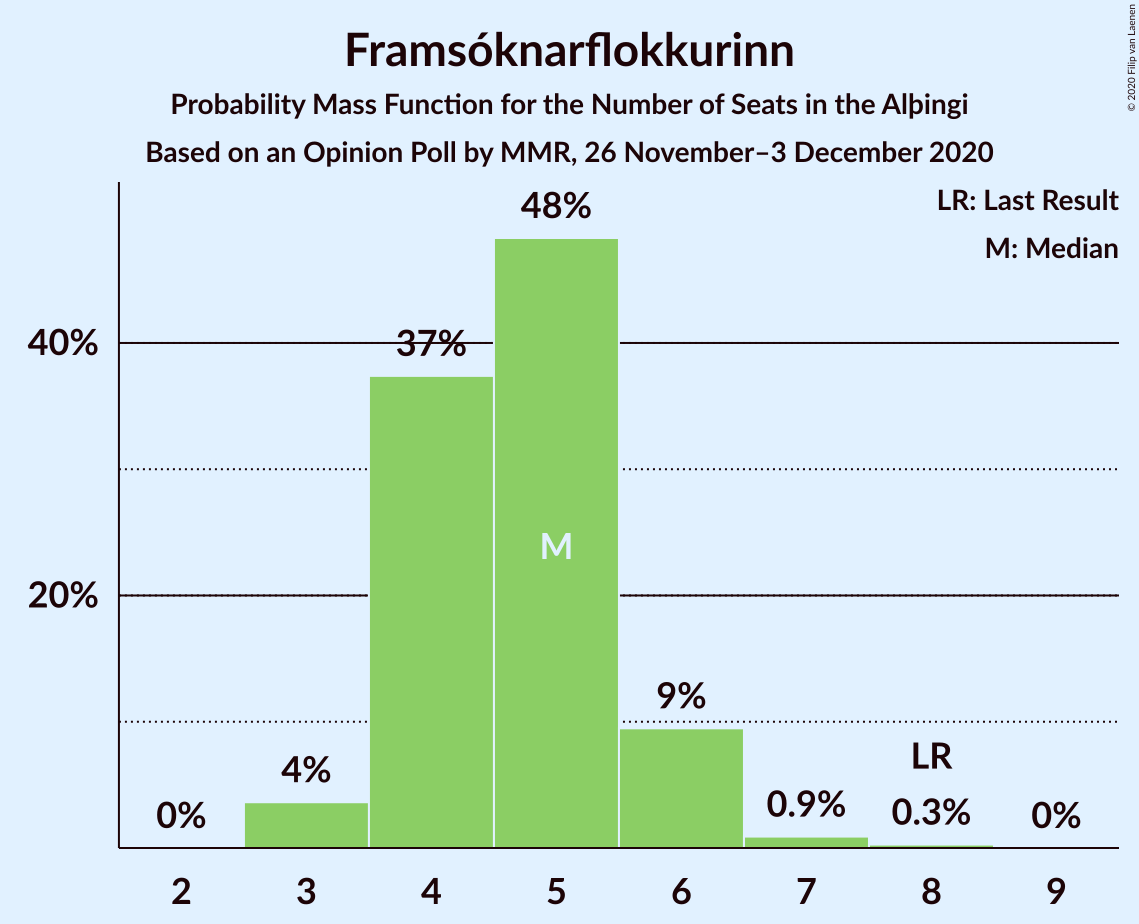 Framsóknarflokkurinn
Probability Mass Function for the Number of Seats in the Alþingi
Based on an Opinion Poll by MMR, 26 November–3 December 2020
© 2020 Filip van Laenen
LR: Last Result
M: Median
48%
40%
37%
M
20%
9%
4%
LR
0%
0.9%
0.3%
0%
2 3 4 5 6 7 8 9